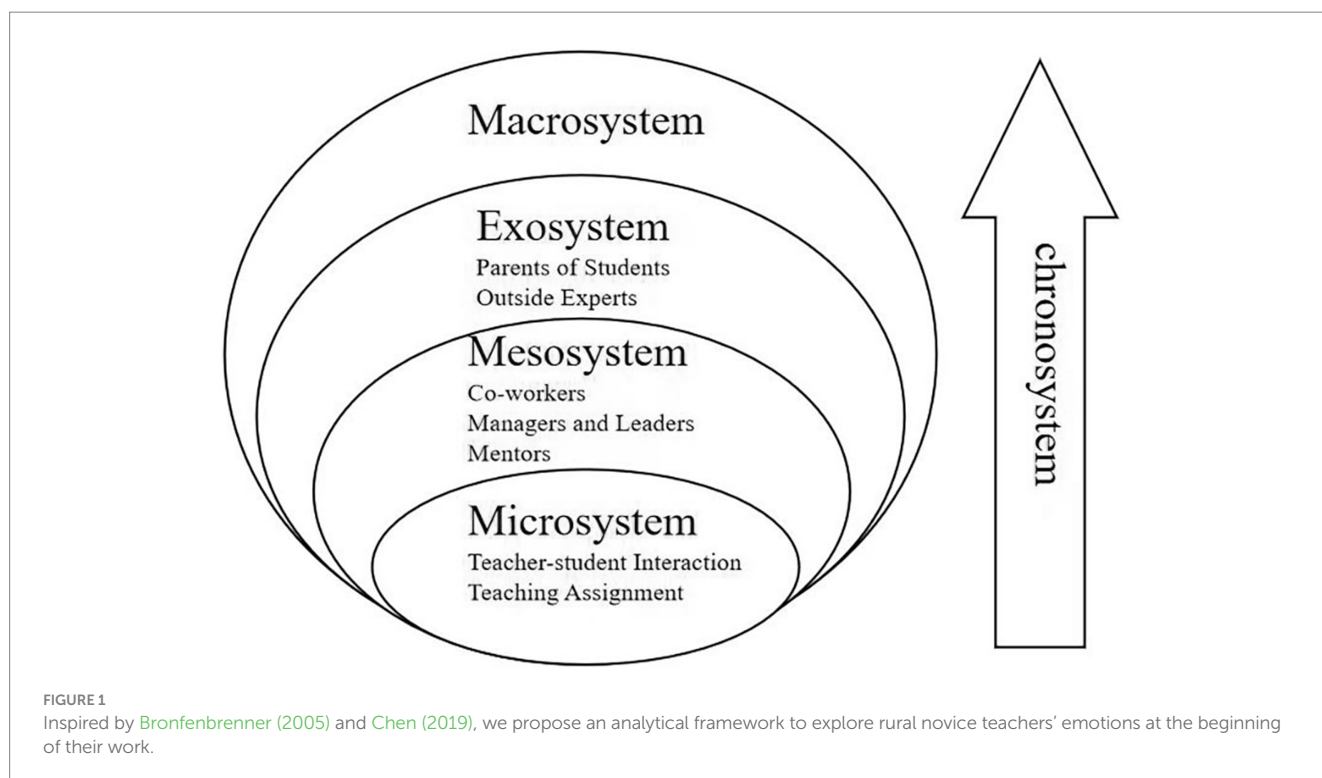 Macrosystem
Exosystem
Parents of Students
Outside Experts
Mesosystem
Co-workers
Managers and Leaders
Mentors
Microsystem
Teacher-student Interaction
Teaching Assignment
chronosystem
FIGURE 1
Inspired by Bronfenbrenner (2005) and Chen (2019), we propose an analytical framework to explore rural novice teachers’ emotions at the beginning
of their work.